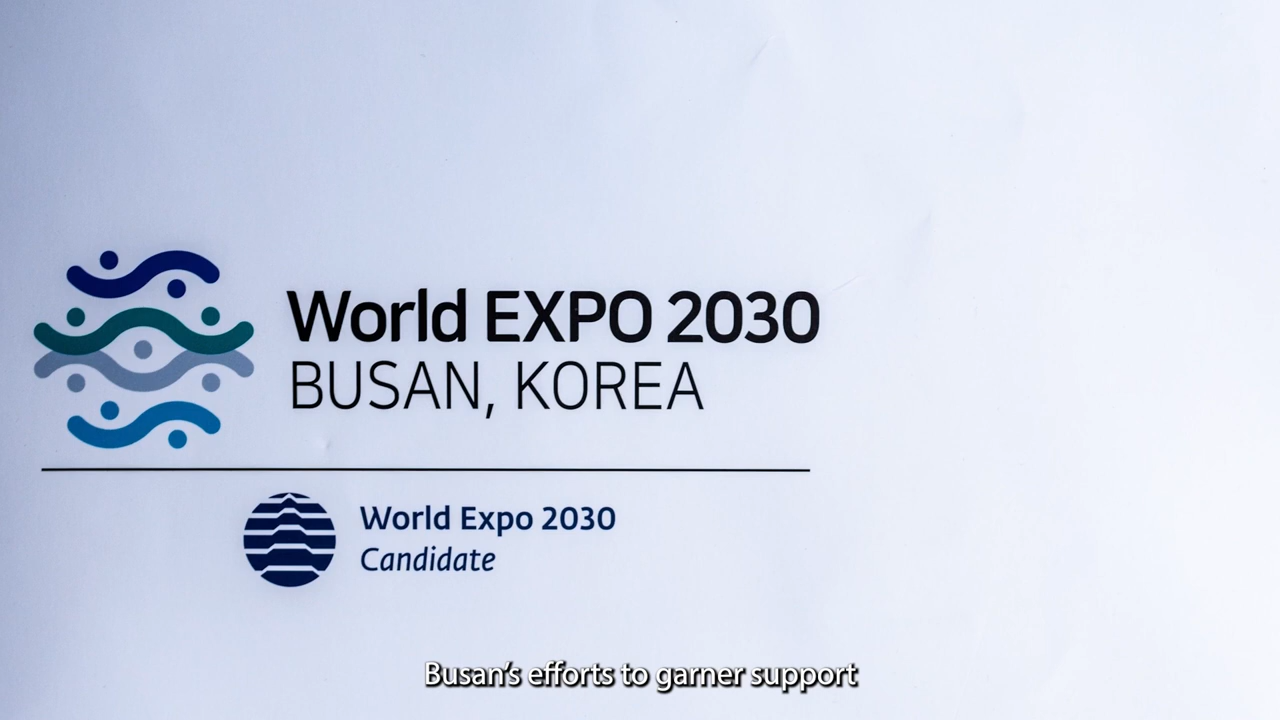 World EXPO 2030
BUSAN, KOREA
World Expo 2030
Candidate
Busan's efforts to garner support